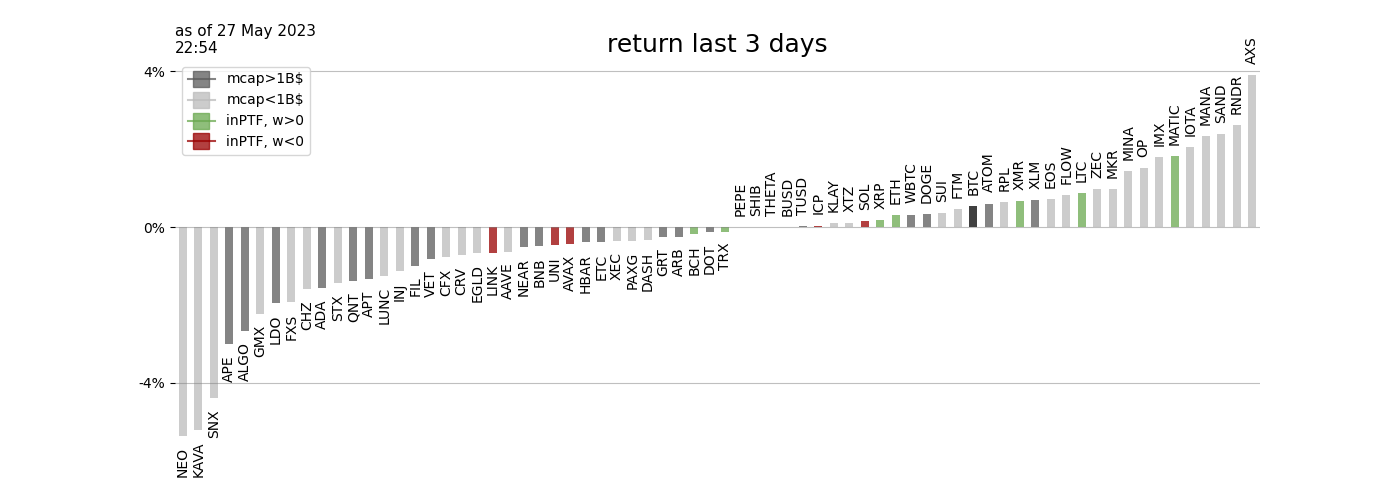 as of 27 May 2023
22:54
return last 3 days
4%
0%
-4%
mcap>1B$
mcap<1B$
inPTF, w>0
inPTF, w<0
NEO
KAVA
SNX
APE
ALGO
GMX
LDO
FXS
CHZ
ADA
STX
QNT
APT
LUNC
INJ
FIL
VET
CFX
CRV
EGLD
LINK
AAVE
NEAR
BNB
UNI
AVAX
HBAR
ETC
XEC
PAXG
DASH
GRT
ARB
BCH
DOT
TRX
PEPE
SHIB
THETA
BUSD
TUSD
ICP
KLAY
XTZ
SOL
XRP
ETH
WBTC
DOGE
SUI
FTM
BTC
ATOM
RPL
XMR
XLM
EOS
FLOW
LTC
ZEC
MKR
MINA
OP
IMX
MATIC
IOTA
MANA
SAND
RNDR
AXS